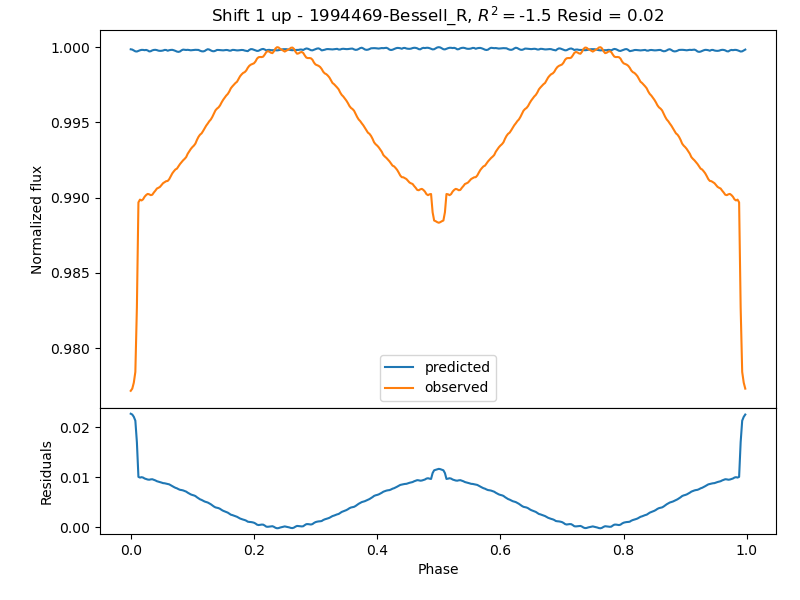 Shift 1 up - 1994469-Bessell_R, $R^2=$-1.5 Resid = 0.02
Normalized flux
1.000
0.995
0.990
0.985
0.980
predicted
observed
Residuals
0.02
0.01
0.00
0.0
0.2
0.4
0.6
0.8
1.0
Phase